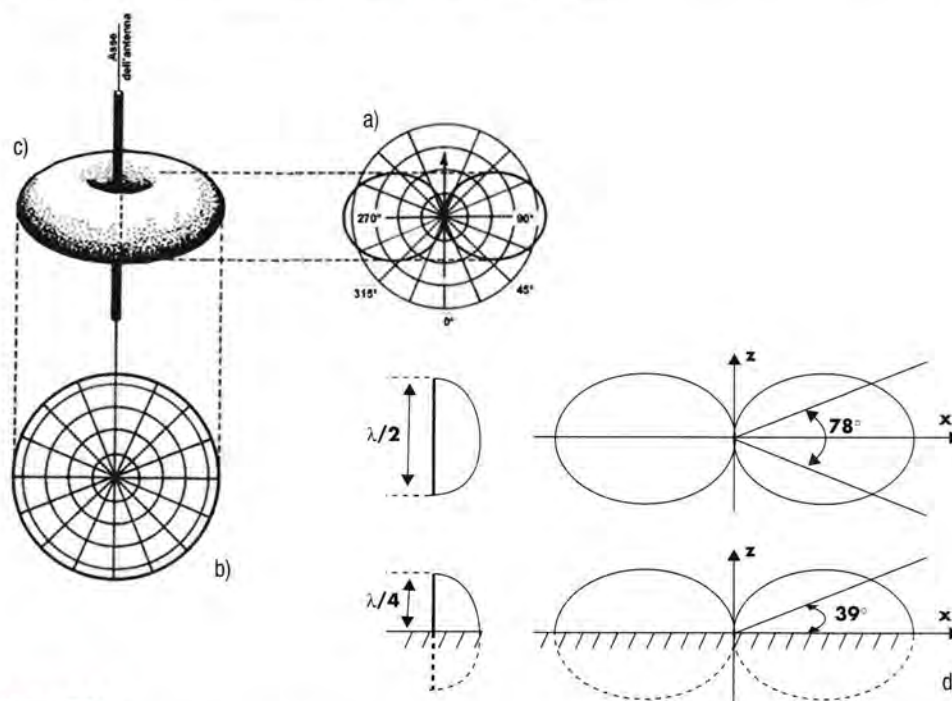 Asse
dell'antenna
c)
a)
270°
90°
315°
45°
0°
b)
λ/2
z
x
78°
λ/4
z
x
39°
d